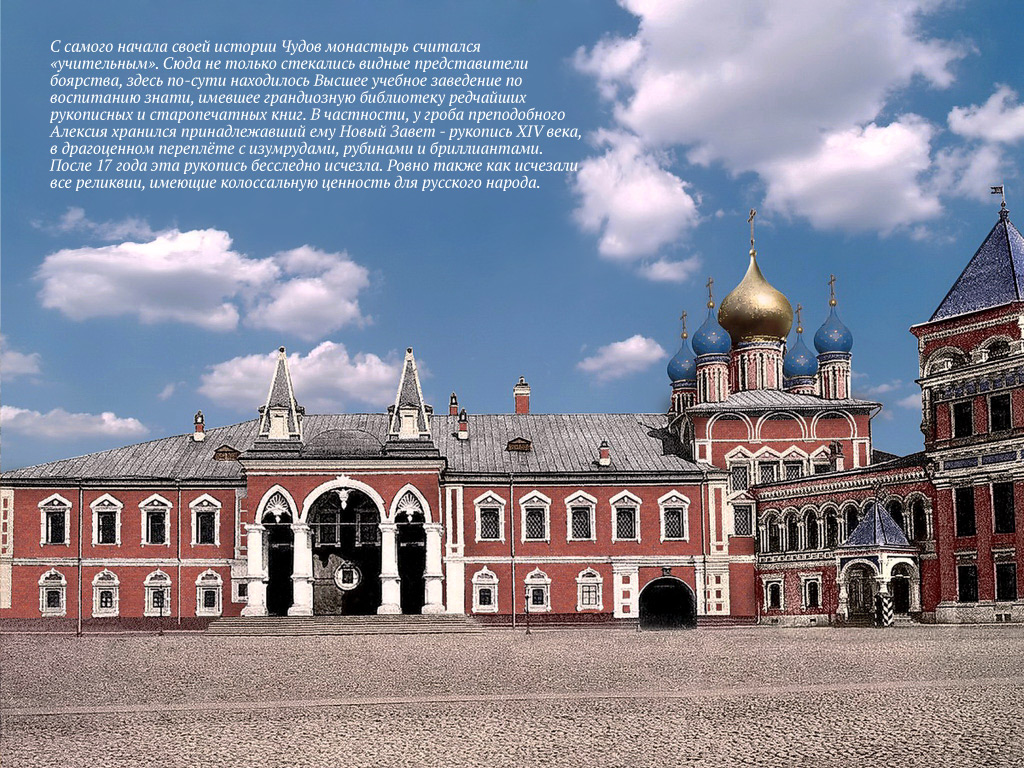 С самого начала своей истории Чудов монастырь считался
«учительным». Сюда не только стекались видные представители
боярства, здесь по-сути находилось Высшее учебное заведение по
воспитанию знати, имевшее грандиозную библиотеку редчайших
рукописных и старопечатных книг. В частности, у гроба преподобного
Алексия хранился принадлежавший ему Новый Завет - рукопись XIV века,
в драгоценном переплёте с изумрудами, рубинами и бриллиантами.
После 17 года эта рукопись бесследно исчезла. Ровно также как исчезали
все реликвии, имеющие колоссальную ценность для русского народа.